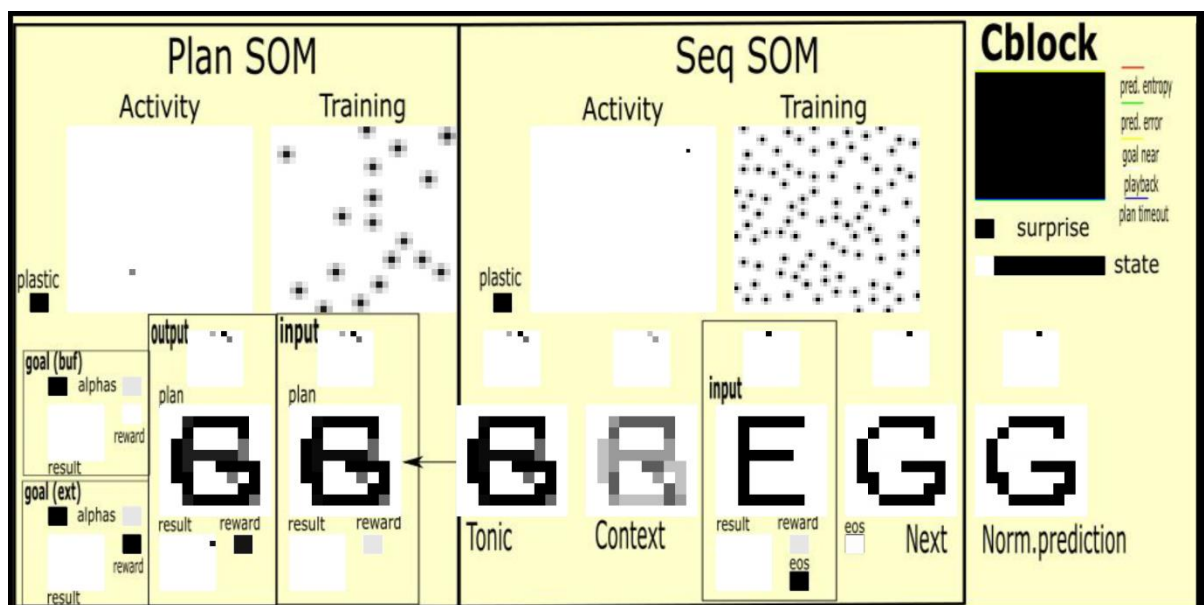 Plan SOM
Activity
Training
plastic
output
input
goal (buf)
alphas
reward
result
plan
plan
result
reward
result
reward
goal (ext)
alphas
reward
result
Seq SOM
Activity
Training
plastic
input
E
G
G
Tonic
Context
result
reward
eos
eos
Next
Norm.prediction
Cblock
pred. entropy
pred. error
goal near
playback
plan timeout
surprise
state